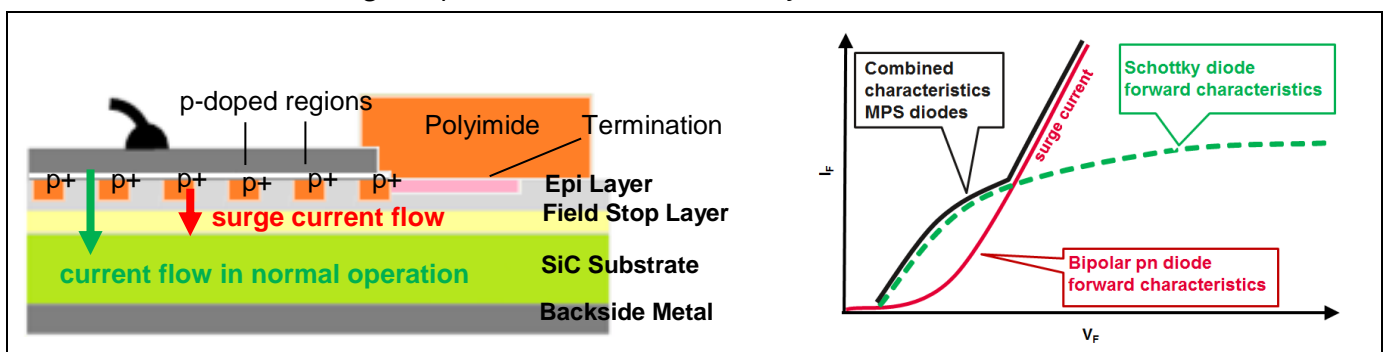 p-doped regions
Polyimide
Termination
p+ p+ p+ p+ p+ p+
Epi Layer
surge current flow
Field Stop Layer
current flow in normal operation
SiC Substrate
Backside Metal
Combined
characteristics
MPS diodes
surge current
Schottky diode
forward characteristics
Bipolar pn diode
forward characteristics
I_F
V_F